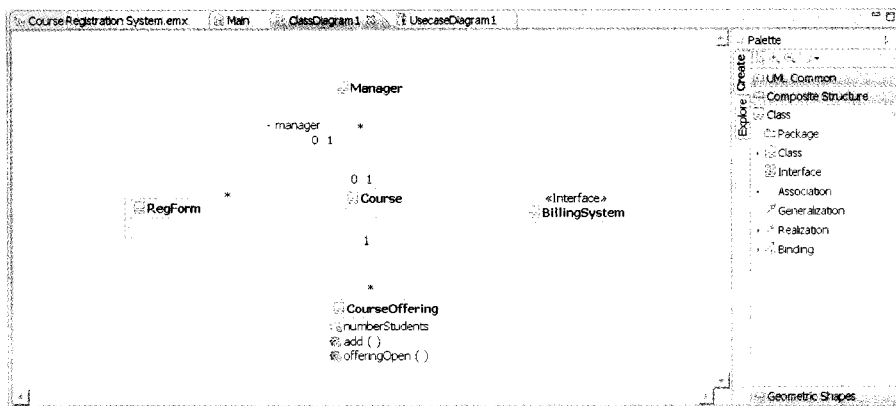 Course Registration System.emx Main ClassDiagram1 UsecaseDiagram1
Palette
Create
Explore
UML Common
Composite Structure
Class
Package
Class
Interface
Association
Generalization
Realization
Binding
Geometric Shapes
Manager
- manager *
0 1
0 1
RegForm * Course «Interface»
BillingSystem
1
*
CourseOffering
numberStudents
add ( )
offeringOpen ( )